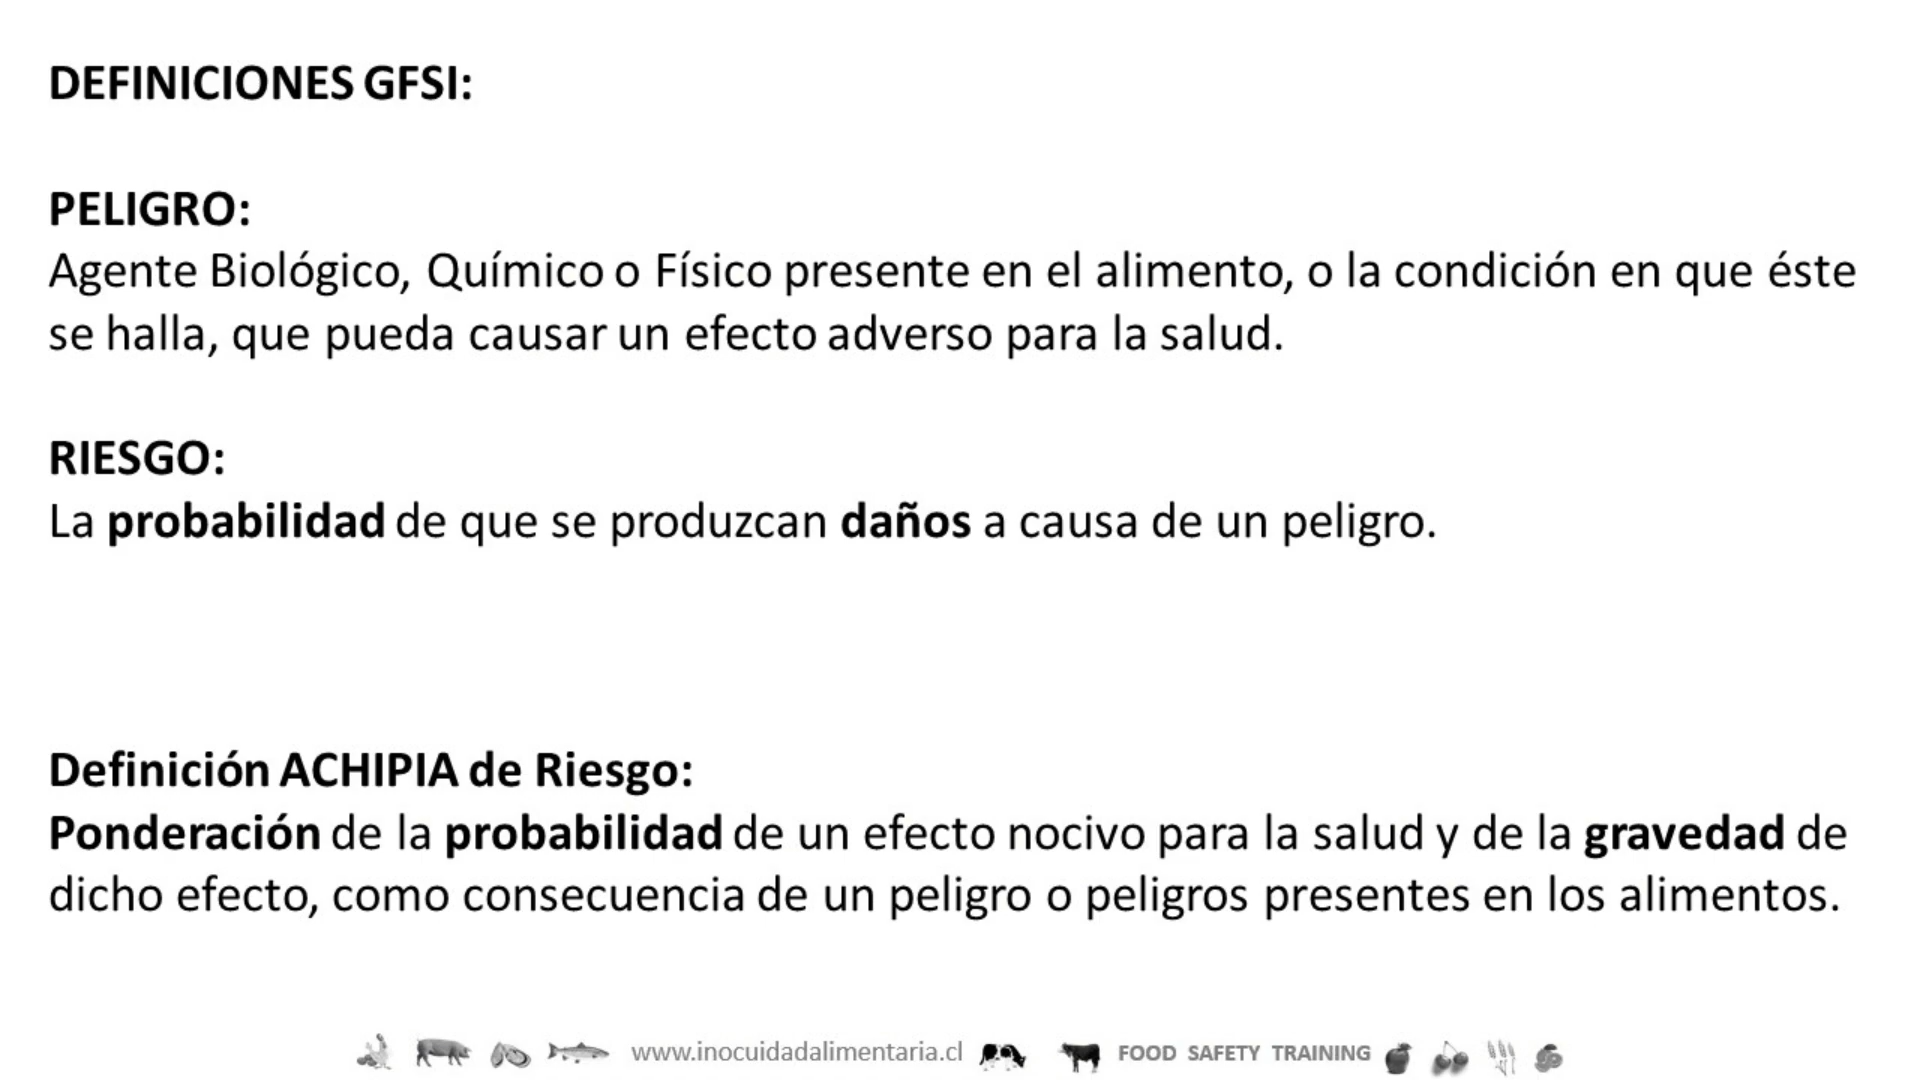 DEFINICIONES GFSI:
PELIGRO:
Agente Biológico, Químico o Físico presente en el alimento, o la condición en que éste
se halla, que pueda causar un efecto adverso para la salud.
RIESGO:
La probabilidad de que se produzcan daños a causa de un peligro.
Definición ACHIPIA de Riesgo:
Ponderación de la probabilidad de un efecto nocivo para la salud y de la gravedad de
dicho efecto, como consecuencia de un peligro o peligros presentes en los alimentos.
www.inocuidadalimentaria.cl FOOD SAFETY TRAINING